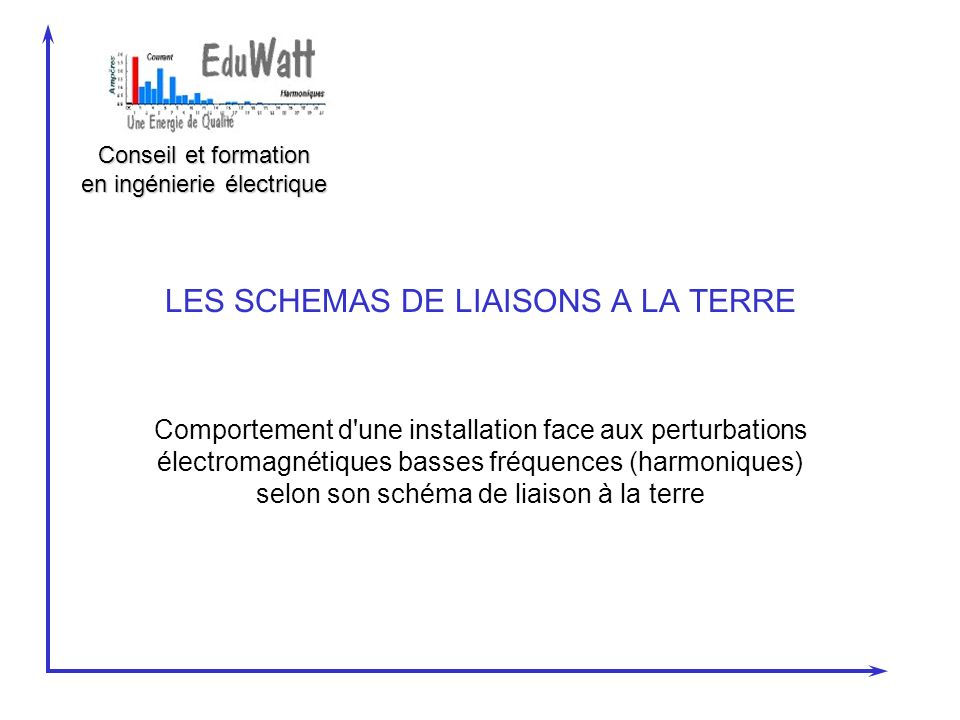 EduWatt
Courant
Ampères
Harmoniques
Une Energie de Qualité
Conseil et formation
en ingénierie électrique
LES SCHEMAS DE LIAISONS A LA TERRE
Comportement d'une installation face aux perturbations
électromagnétiques basses fréquences (harmoniques)
selon son schéma de liaison à la terre